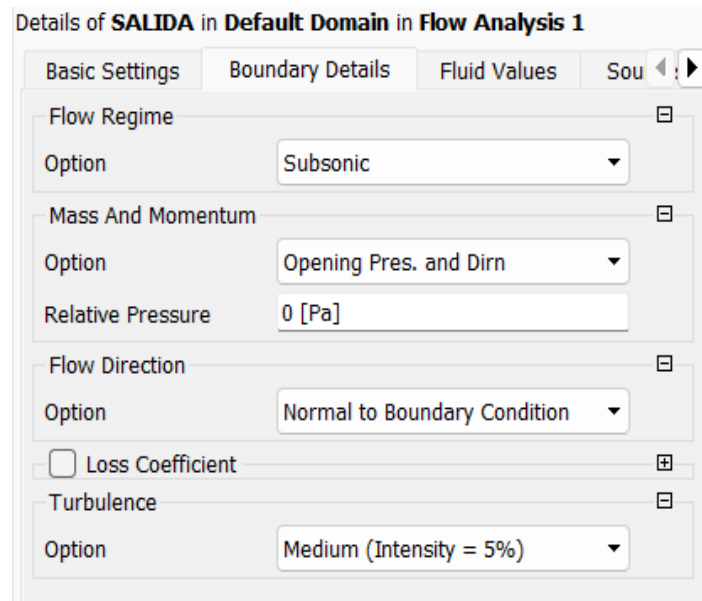 Details of SALIDA in Default Domain in Flow Analysis 1
Basic Settings Boundary Details Fluid Values Sou
Flow Regime
Option Subsonic
Mass And Momentum
Option Opening Pres. and Dirn
Relative Pressure 0 [Pa]
Flow Direction
Option Normal to Boundary Condition
Loss Coefficient
Turbulence
Option Medium (Intensity = 5%)